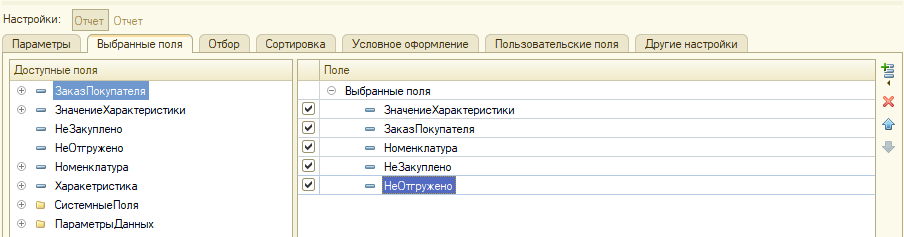 Настройки: Отчет Отчет
Параметры Выбранные поля Отбор Сортировка Условное оформление Пользовательские поля Другие настройки
Доступные поля
ЗаказПокупателя
ЗначениеХарактеристики
НеЗакуплено
НеОтгружено
Номенклатура
Харакетристика
СистемныеПоля
ПараметрыДанных
Поле
Выбранные поля
ЗначениеХарактеристики
ЗаказПокупателя
Номенклатура
НеЗакуплено
НеОтгружено